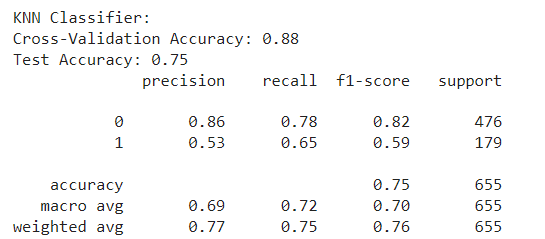 KNN Classifier:
Cross-Validation Accuracy: 0.88
Test Accuracy: 0.75
precision recall f1-score support
0 0.86 0.78 0.82 476
1 0.53 0.65 0.59 179
accuracy 0.75 655
macro avg 0.69 0.72 0.70 655
weighted avg 0.77 0.75 0.76 655